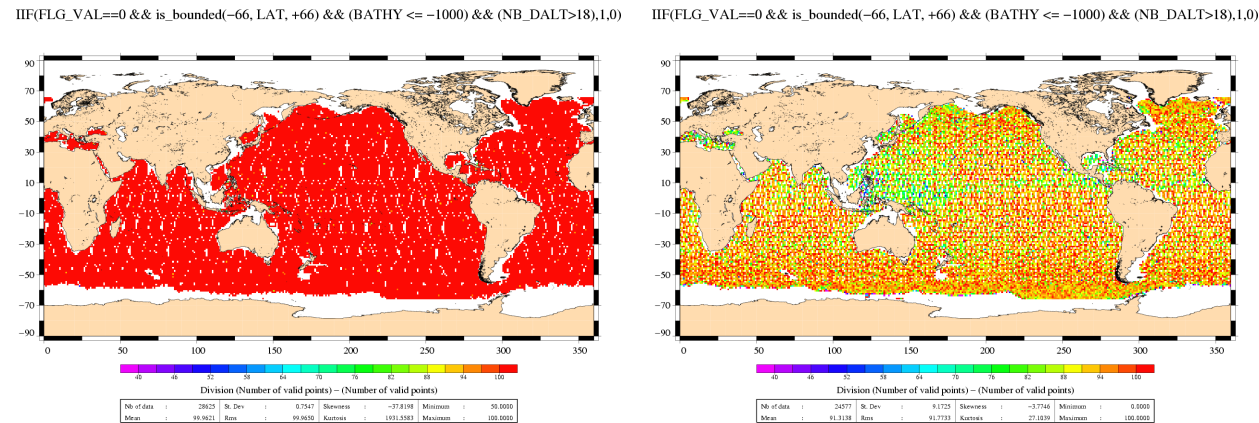 IIF(FLG_VAL==0 && is_bounded(−66, LAT, +66) && (BATHY <= −1000) && (NB_DALT>18),1,0)
90
70
50
30
10
−10
−30
−50
−70
−90
0 50 100 150 200 250 300 350
40 46 52 58 64 70 76 82 88 94 100
Division (Number of valid points) − (Number of valid points)
Nb of data : 28625 St. Dev : 0.7547 Skewness : −37.8198 Minimum : 50.0000
Mean : 99.9621 Rms : 99.9650 Kurtosis : 1931.5583 Maximum : 100.0000
IIF(FLG_VAL==0 && is_bounded(−66, LAT, +66) && (BATHY <= −1000) && (NB_DALT>18),1,0)
90
70
50
30
10
−10
−30
−50
−70
−90
0 50 100 150 200 250 300 350
40 46 52 58 64 70 76 82 88 94 100
Division (Number of valid points) − (Number of valid points)
Nb of data : 24577 St. Dev : 9.1725 Skewness : −3.7746 Minimum : 0.0000
Mean : 91.3138 Rms : 91.7733 Kurtosis : 27.1039 Maximum : 100.0000